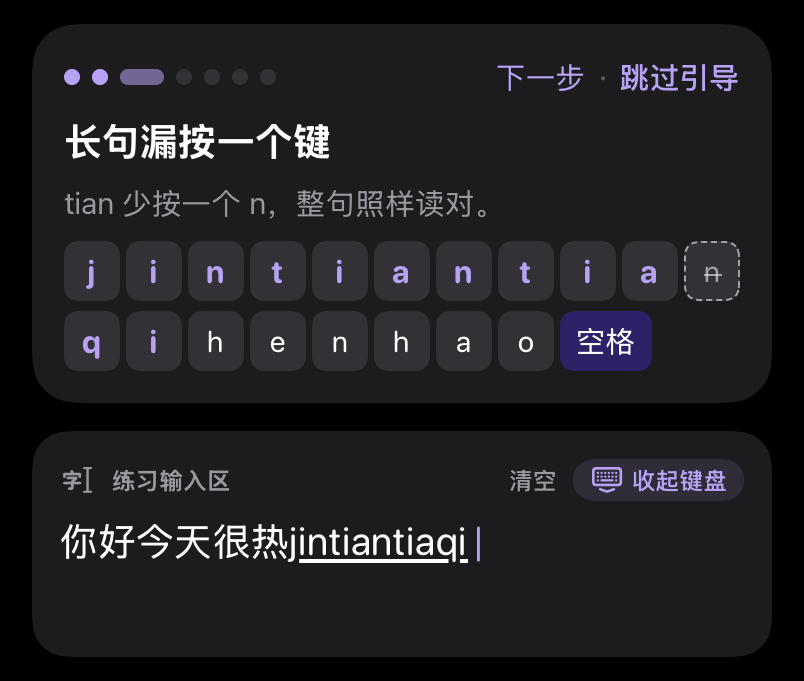 下一步 · 跳过引导
长句漏按一个键
tian 少按一个 n，整句照样读对。
j i n t i a n t i a n
q i h e n h a o 空格
字 练习输入区 清空 收起键盘
你好今天很热jintiantiaqi